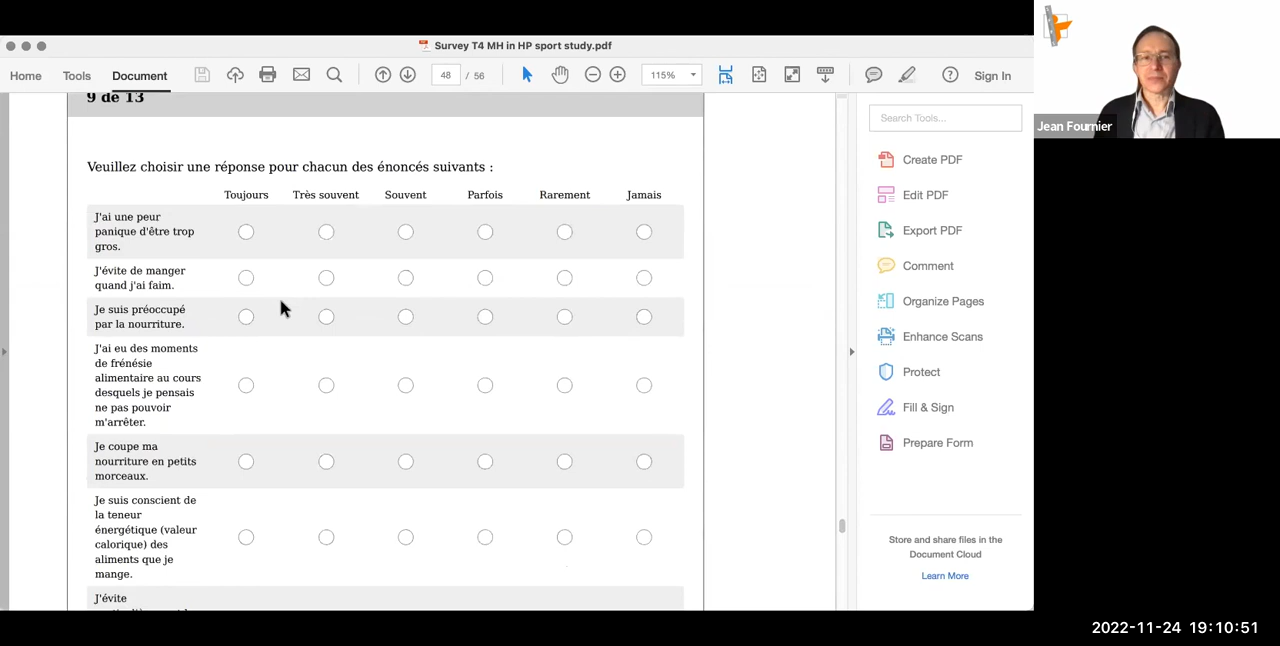 Survey T4 MH in HP sport study.pdf
Home Tools Document 48 / 56 115% Sign In
Jean Fournier
9 de 13
Search Tools...
Veuillez choisir une réponse pour chacun des énoncés suivants :
Toujours Très souvent Souvent Parfois Rarement Jamais
J'ai une peur
panique d'être trop
gros.
J'évite de manger
quand j'ai faim.
Je suis préoccupé
par la nourriture.
J'ai eu des moments
de frénésie
alimentaire au cours
desquels je pensais
ne pas pouvoir
m'arrêter.
Je coupe ma
nourriture en petits
morceaux.
Je suis conscient de
la teneur
énergétique (valeur
calorique) des
aliments que je
mange.
J'évite
Create PDF
Edit PDF
Export PDF
Comment
Organize Pages
Enhance Scans
Protect
Fill & Sign
Prepare Form
Store and share files in the
Document Cloud
Learn More
2022-11-24 19:10:51